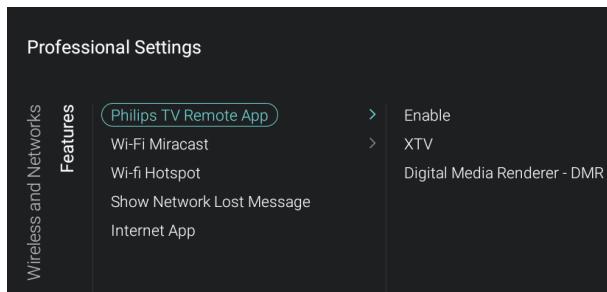 Professional Settings
Wireless and Networks
Features
Philips TV Remote App
Wi-Fi Miracast
Wi-fi Hotspot
Show Network Lost Message
Internet App
Enable
XTV
Digital Media Renderer - DMR